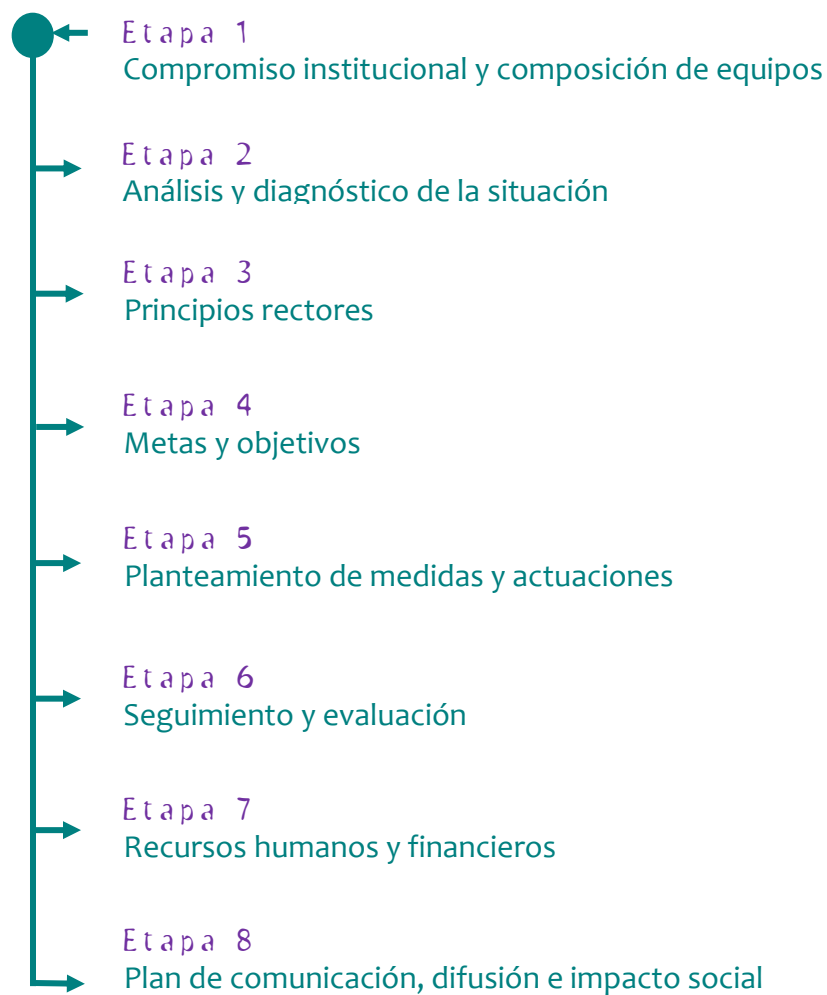 Etapa 1
Compromiso institucional y composición de equipos
Etapa 2
Análisis y diagnóstico de la situación
Etapa 3
Principios rectores
Etapa 4
Metas y objetivos
Etapa 5
Planteamiento de medidas y actuaciones
Etapa 6
Seguimiento y evaluación
Etapa 7
Recursos humanos y financieros
Etapa 8
Plan de comunicación, difusión e impacto social